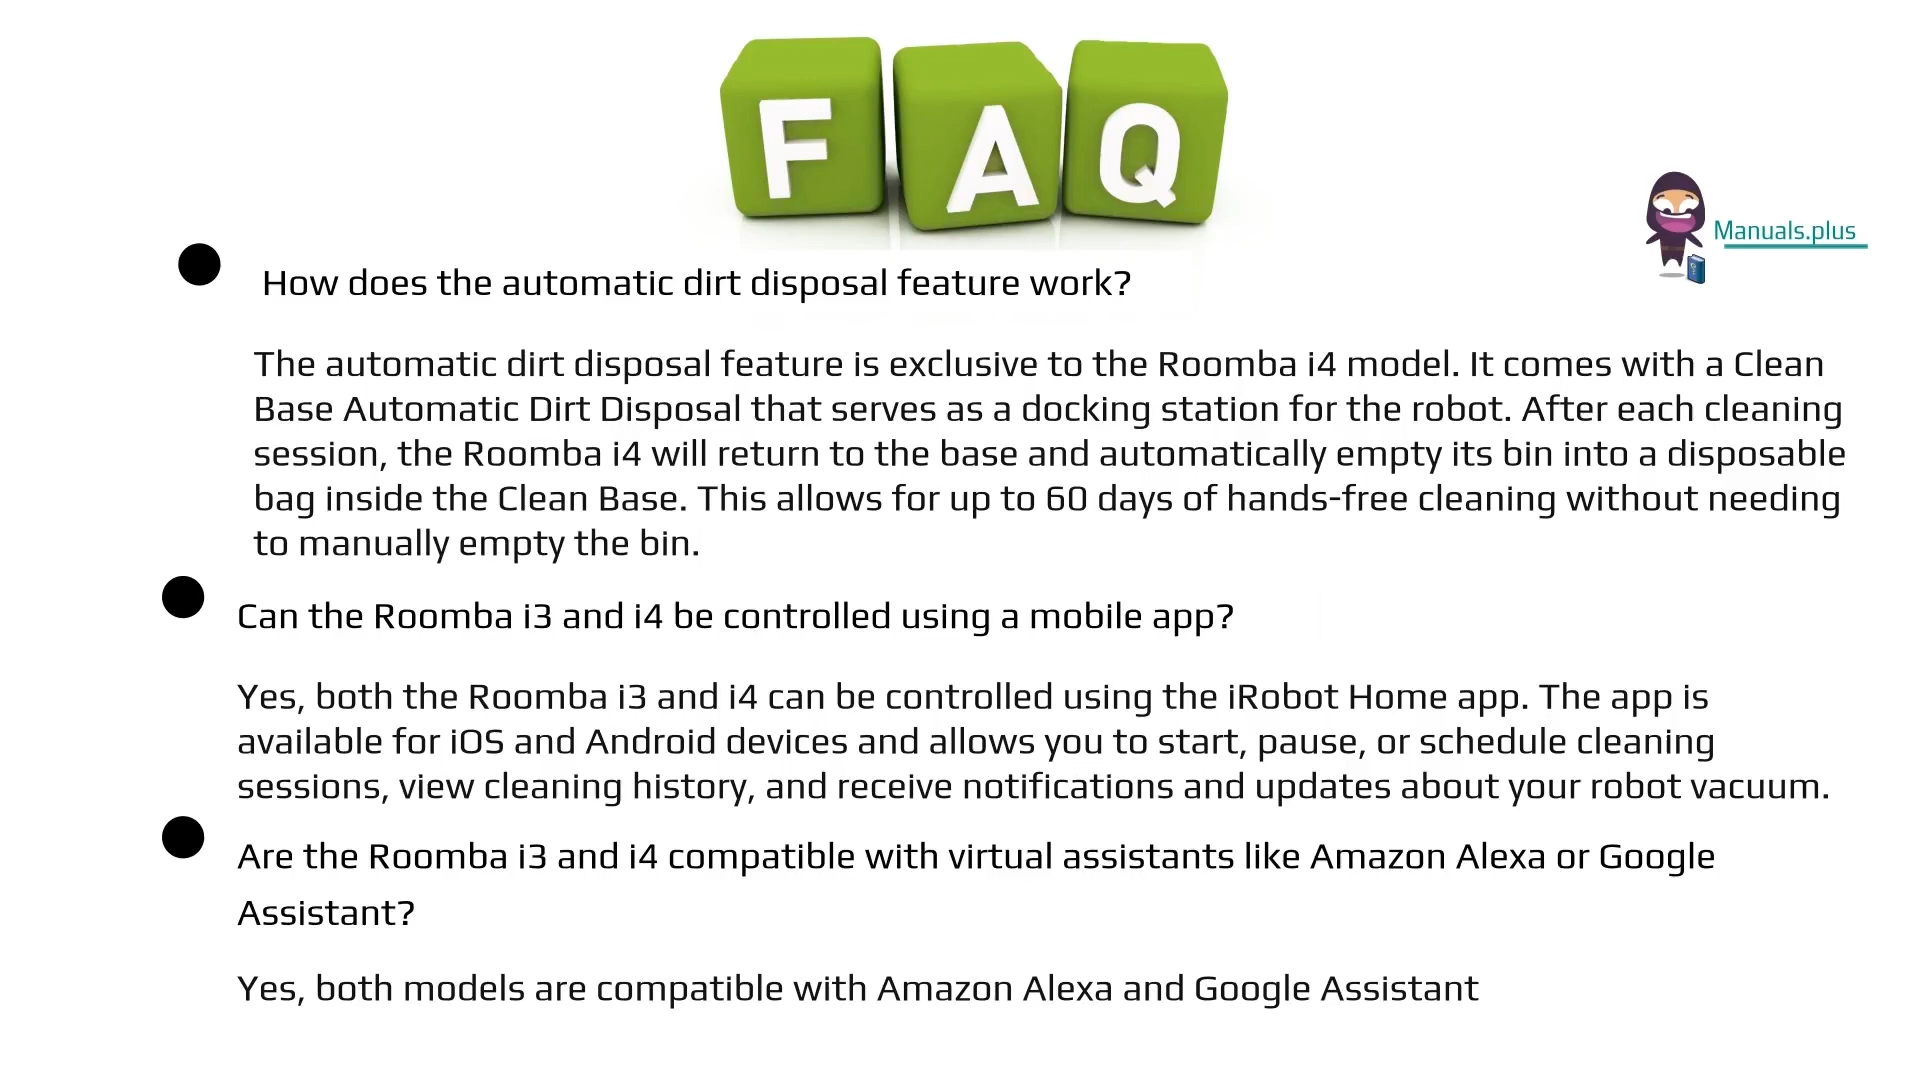 FAQ
Manuals.plus
How does the automatic dirt disposal feature work?
The automatic dirt disposal feature is exclusive to the Roomba i4 model. It comes with a Clean
Base Automatic Dirt Disposal that serves as a docking station for the robot. After each cleaning
session, the Roomba i4 will return to the base and automatically empty its bin into a disposable
bag inside the Clean Base. This allows for up to 60 days of hands-free cleaning without needing
to manually empty the bin.
Can the Roomba i3 and i4 be controlled using a mobile app?
Yes, both the Roomba i3 and i4 can be controlled using the iRobot Home app. The app is
available for iOS and Android devices and allows you to start, pause, or schedule cleaning
sessions, view cleaning history, and receive notifications and updates about your robot vacuum.
Are the Roomba i3 and i4 compatible with virtual assistants like Amazon Alexa or Google
Assistant?
Yes, both models are compatible with Amazon Alexa and Google Assistant